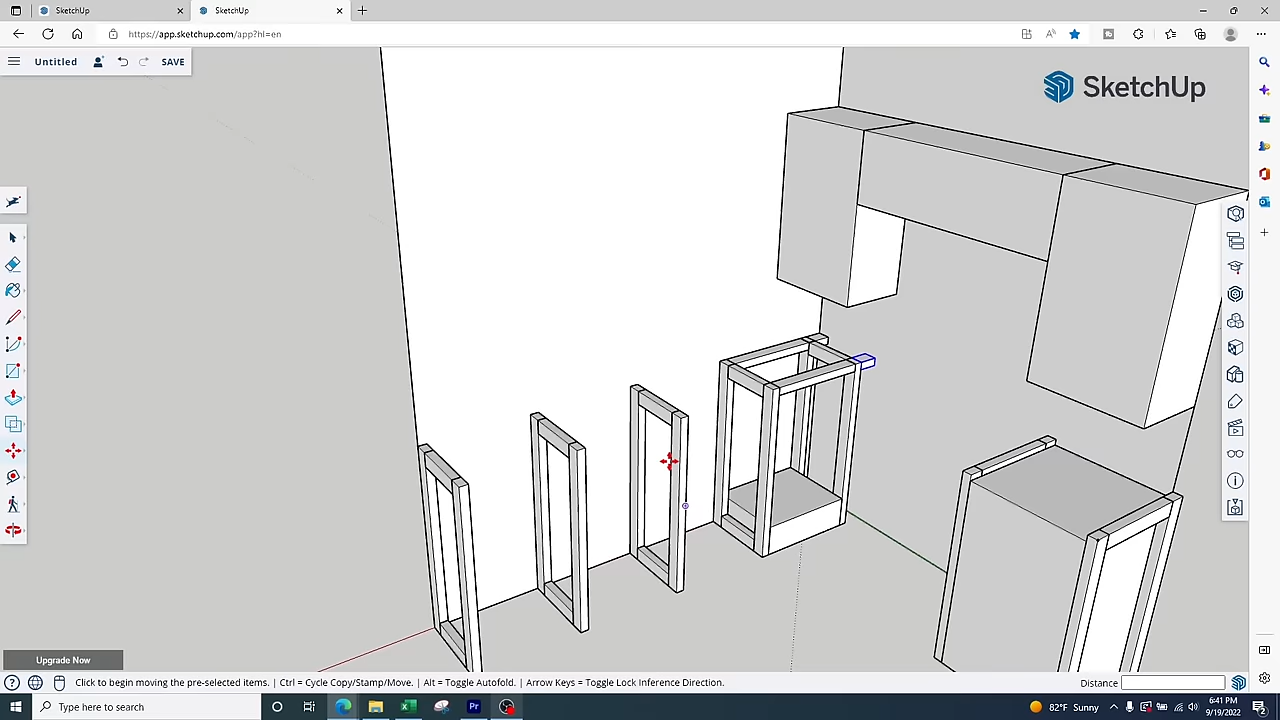 SketchUp
SketchUp
https://app.sketchup.com/app?hl=en
Untitled
SAVE
SketchUp
Upgrade Now
Click to begin moving the pre-selected items. | Ctrl = Cycle Copy/Stamp/Move. | Alt = Toggle Autofold. | Arrow Keys = Toggle Lock Inference Direction.
Distance
Type here to search
82°F Sunny
6:41 PM
9/19/2022